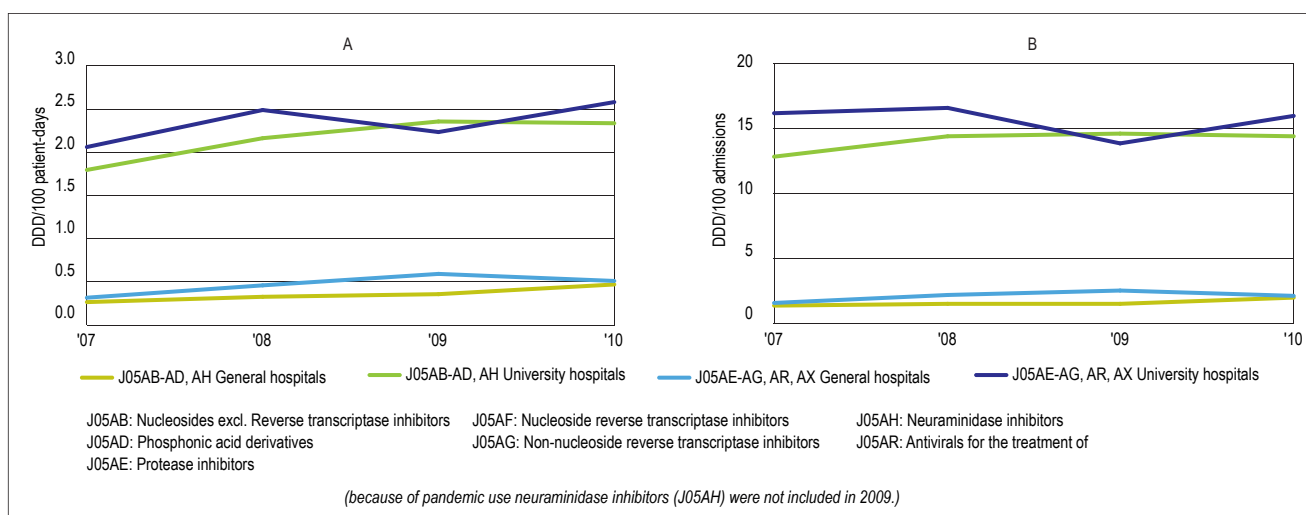 A
B
3.0
2.5
2.0
1.5
1.0
0.5
0.0
DDD/100 patient-days
'07 '08 '09 '10
20
15
10
5
0
DDD/100 admissions
'07 '08 '09 '10
J05AB-AD, AH General hospitals J05AB-AD, AH University hospitals J05AE-AG, AR, AX General hospitals J05AE-AG, AR, AX University hospitals
J05AB: Nucleosides excl. Reverse transcriptase inhibitors J05AF: Nucleoside reverse transcriptase inhibitors J05AH: Neuraminidase inhibitors
J05AD: Phosphonic acid derivatives J05AG: Non-nucleoside reverse transcriptase inhibitors J05AR: Antivirals for the treatment of
J05AE: Protease inhibitors
(because of pandemic use neuraminidase inhibitors (J05AH) were not included in 2009.)